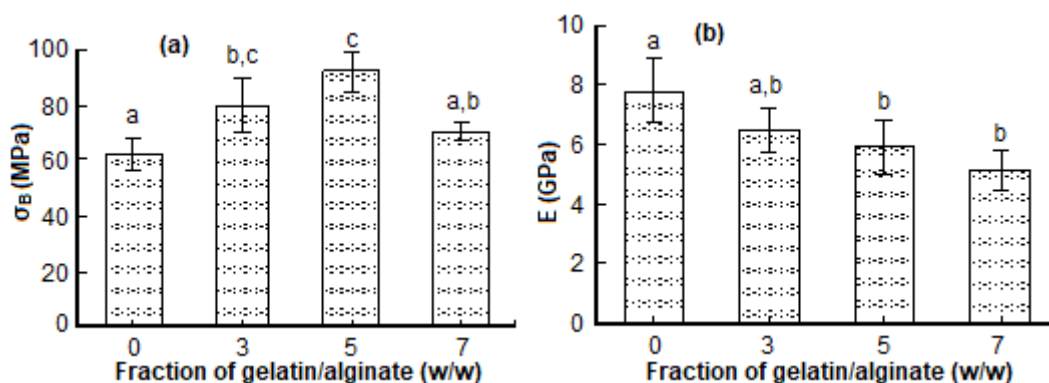 (a)
σB (MPa)
100
80
60
40
20
0
a
b,c
c
a,b
0 3 5 7
Fraction of gelatin/alginate (w/w)
(b)
E (GPa)
10
8
6
4
2
0
a
a,b
b
b
0 3 5 7
Fraction of gelatin/alginate (w/w)